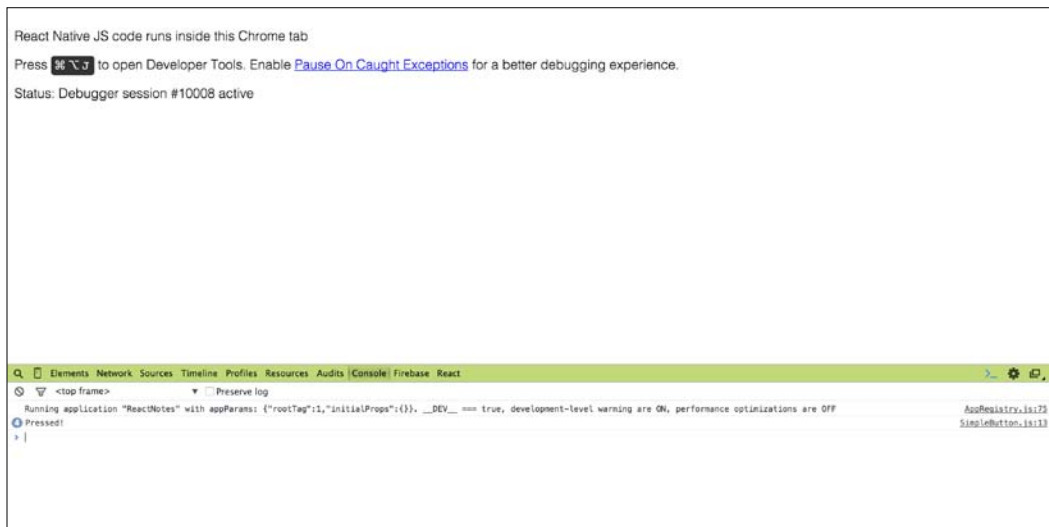 React Native JS code runs inside this Chrome tab
Press ⌘⌥J to open Developer Tools. Enable Pause On Caught Exceptions for a better debugging experience.
Status: Debugger session #10008 active
Elements Network Sources Timeline Profiles Resources Audits Console Firebase React
<top frame> ▼ Preserve log
Running application "ReactNotes" with appParams: {"rootTag":1,"initialProps":{}}. __DEV__ === true, development-level warning are ON, performance optimizations are OFF AppRegistry.js:75
4 Pressed! SimpleButton.js:13
>